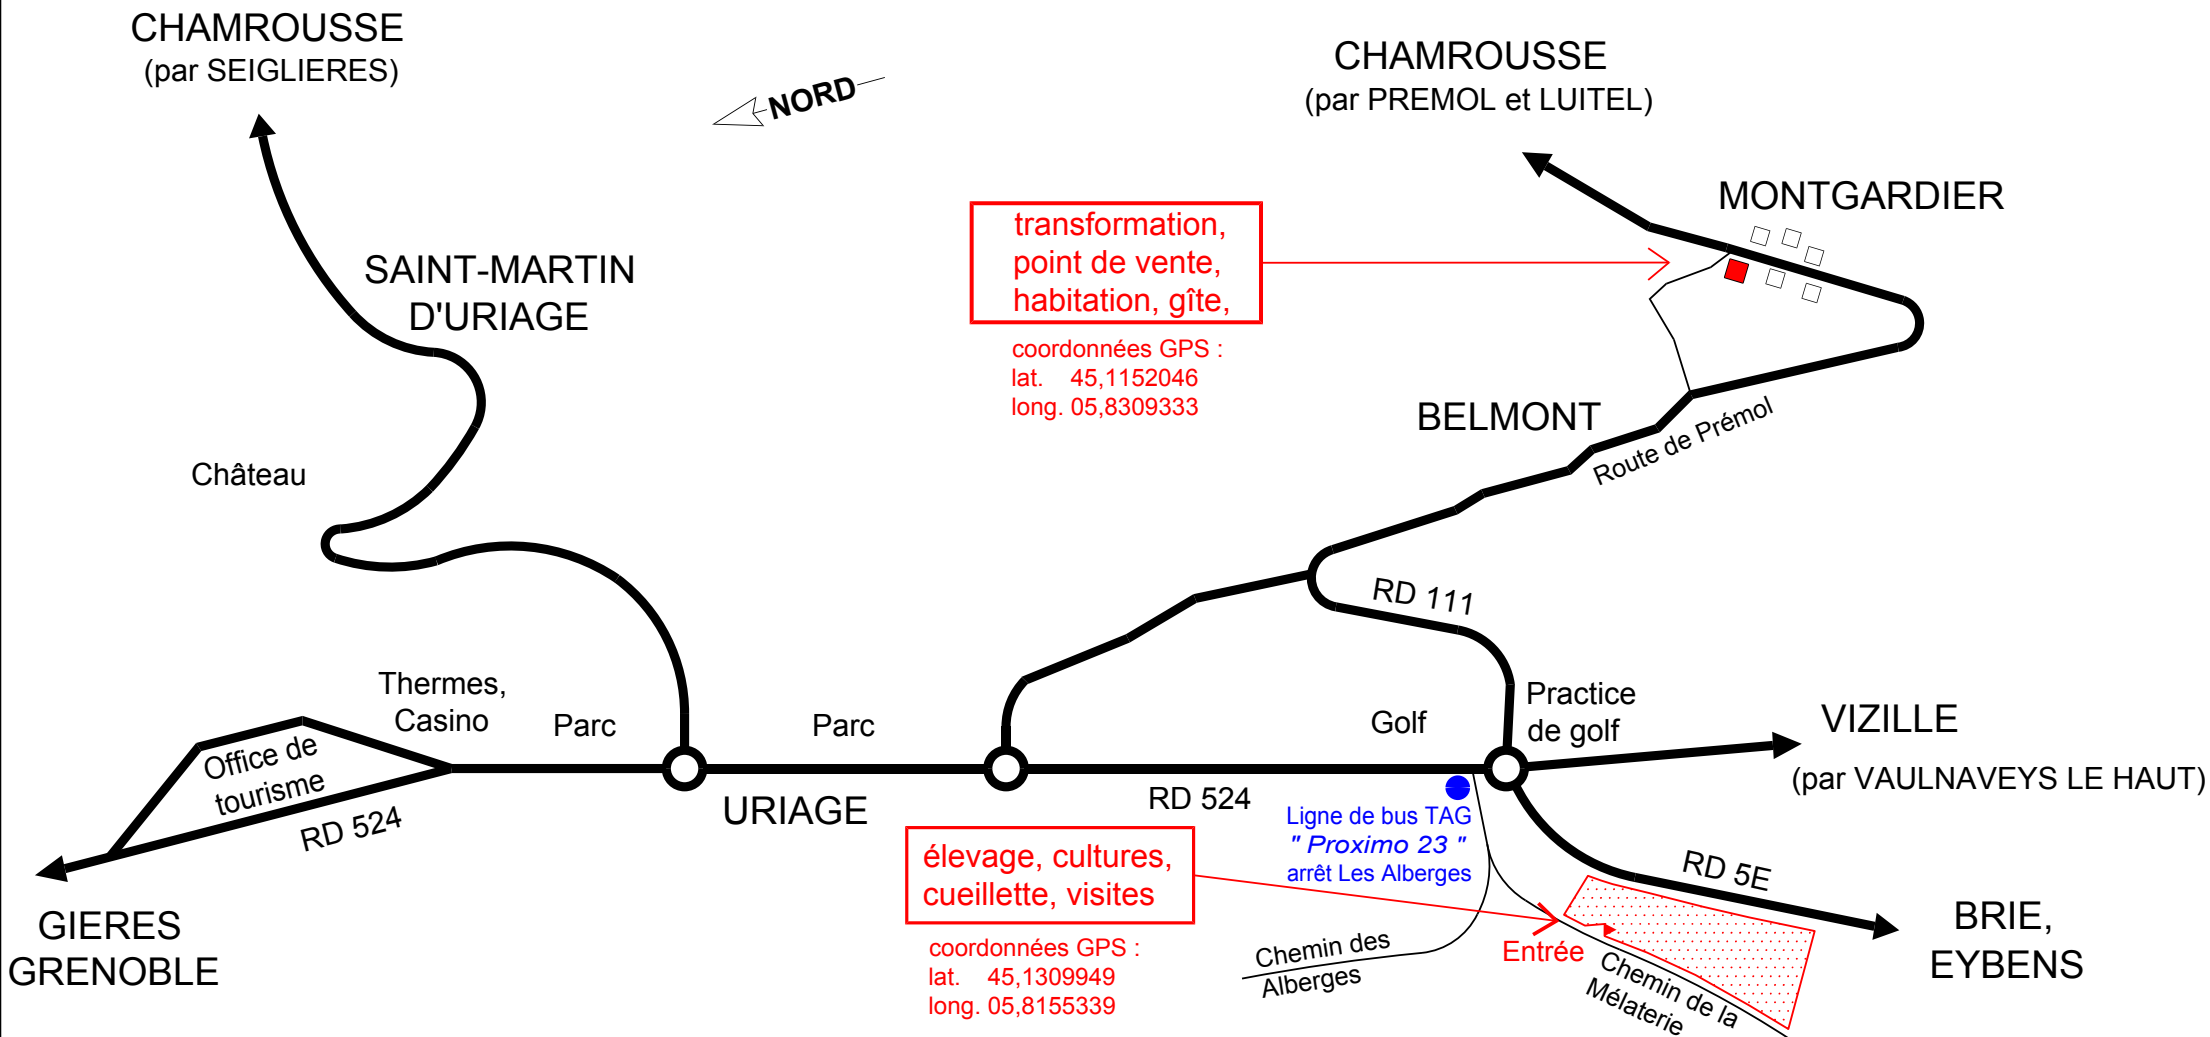 CHAMROUSSE
(par SEIGLIERES)
NORD
CHAMROUSSE
(par PREMOL et LUITEL)
MONTGARDIER
transformation,
point de vente,
habitation, gîte,
coordonnées GPS :
lat. 45,1152046
long. 05,8309333
SAINT-MARTIN
D'URIAGE
BELMONT
Route de Prémol
Château
RD 111
Thermes,
Casino
Parc
Parc
Golf
Practice
de golf
VIZILLE
(par VAULNAVEYS LE HAUT)
Office de
tourisme
RD 524
URIAGE
RD 524
Ligne de bus TAG
" Proximo 23 "
arrêt Les Alberges
élevage, cultures,
cueillette, visites
coordonnées GPS :
lat. 45,1309949
long. 05,8155339
RD 5E
GIERES
GRENOBLE
Chemin des
Alberges
Entrée
Chemin de la
Mélaterie
BRIE,
EYBENS